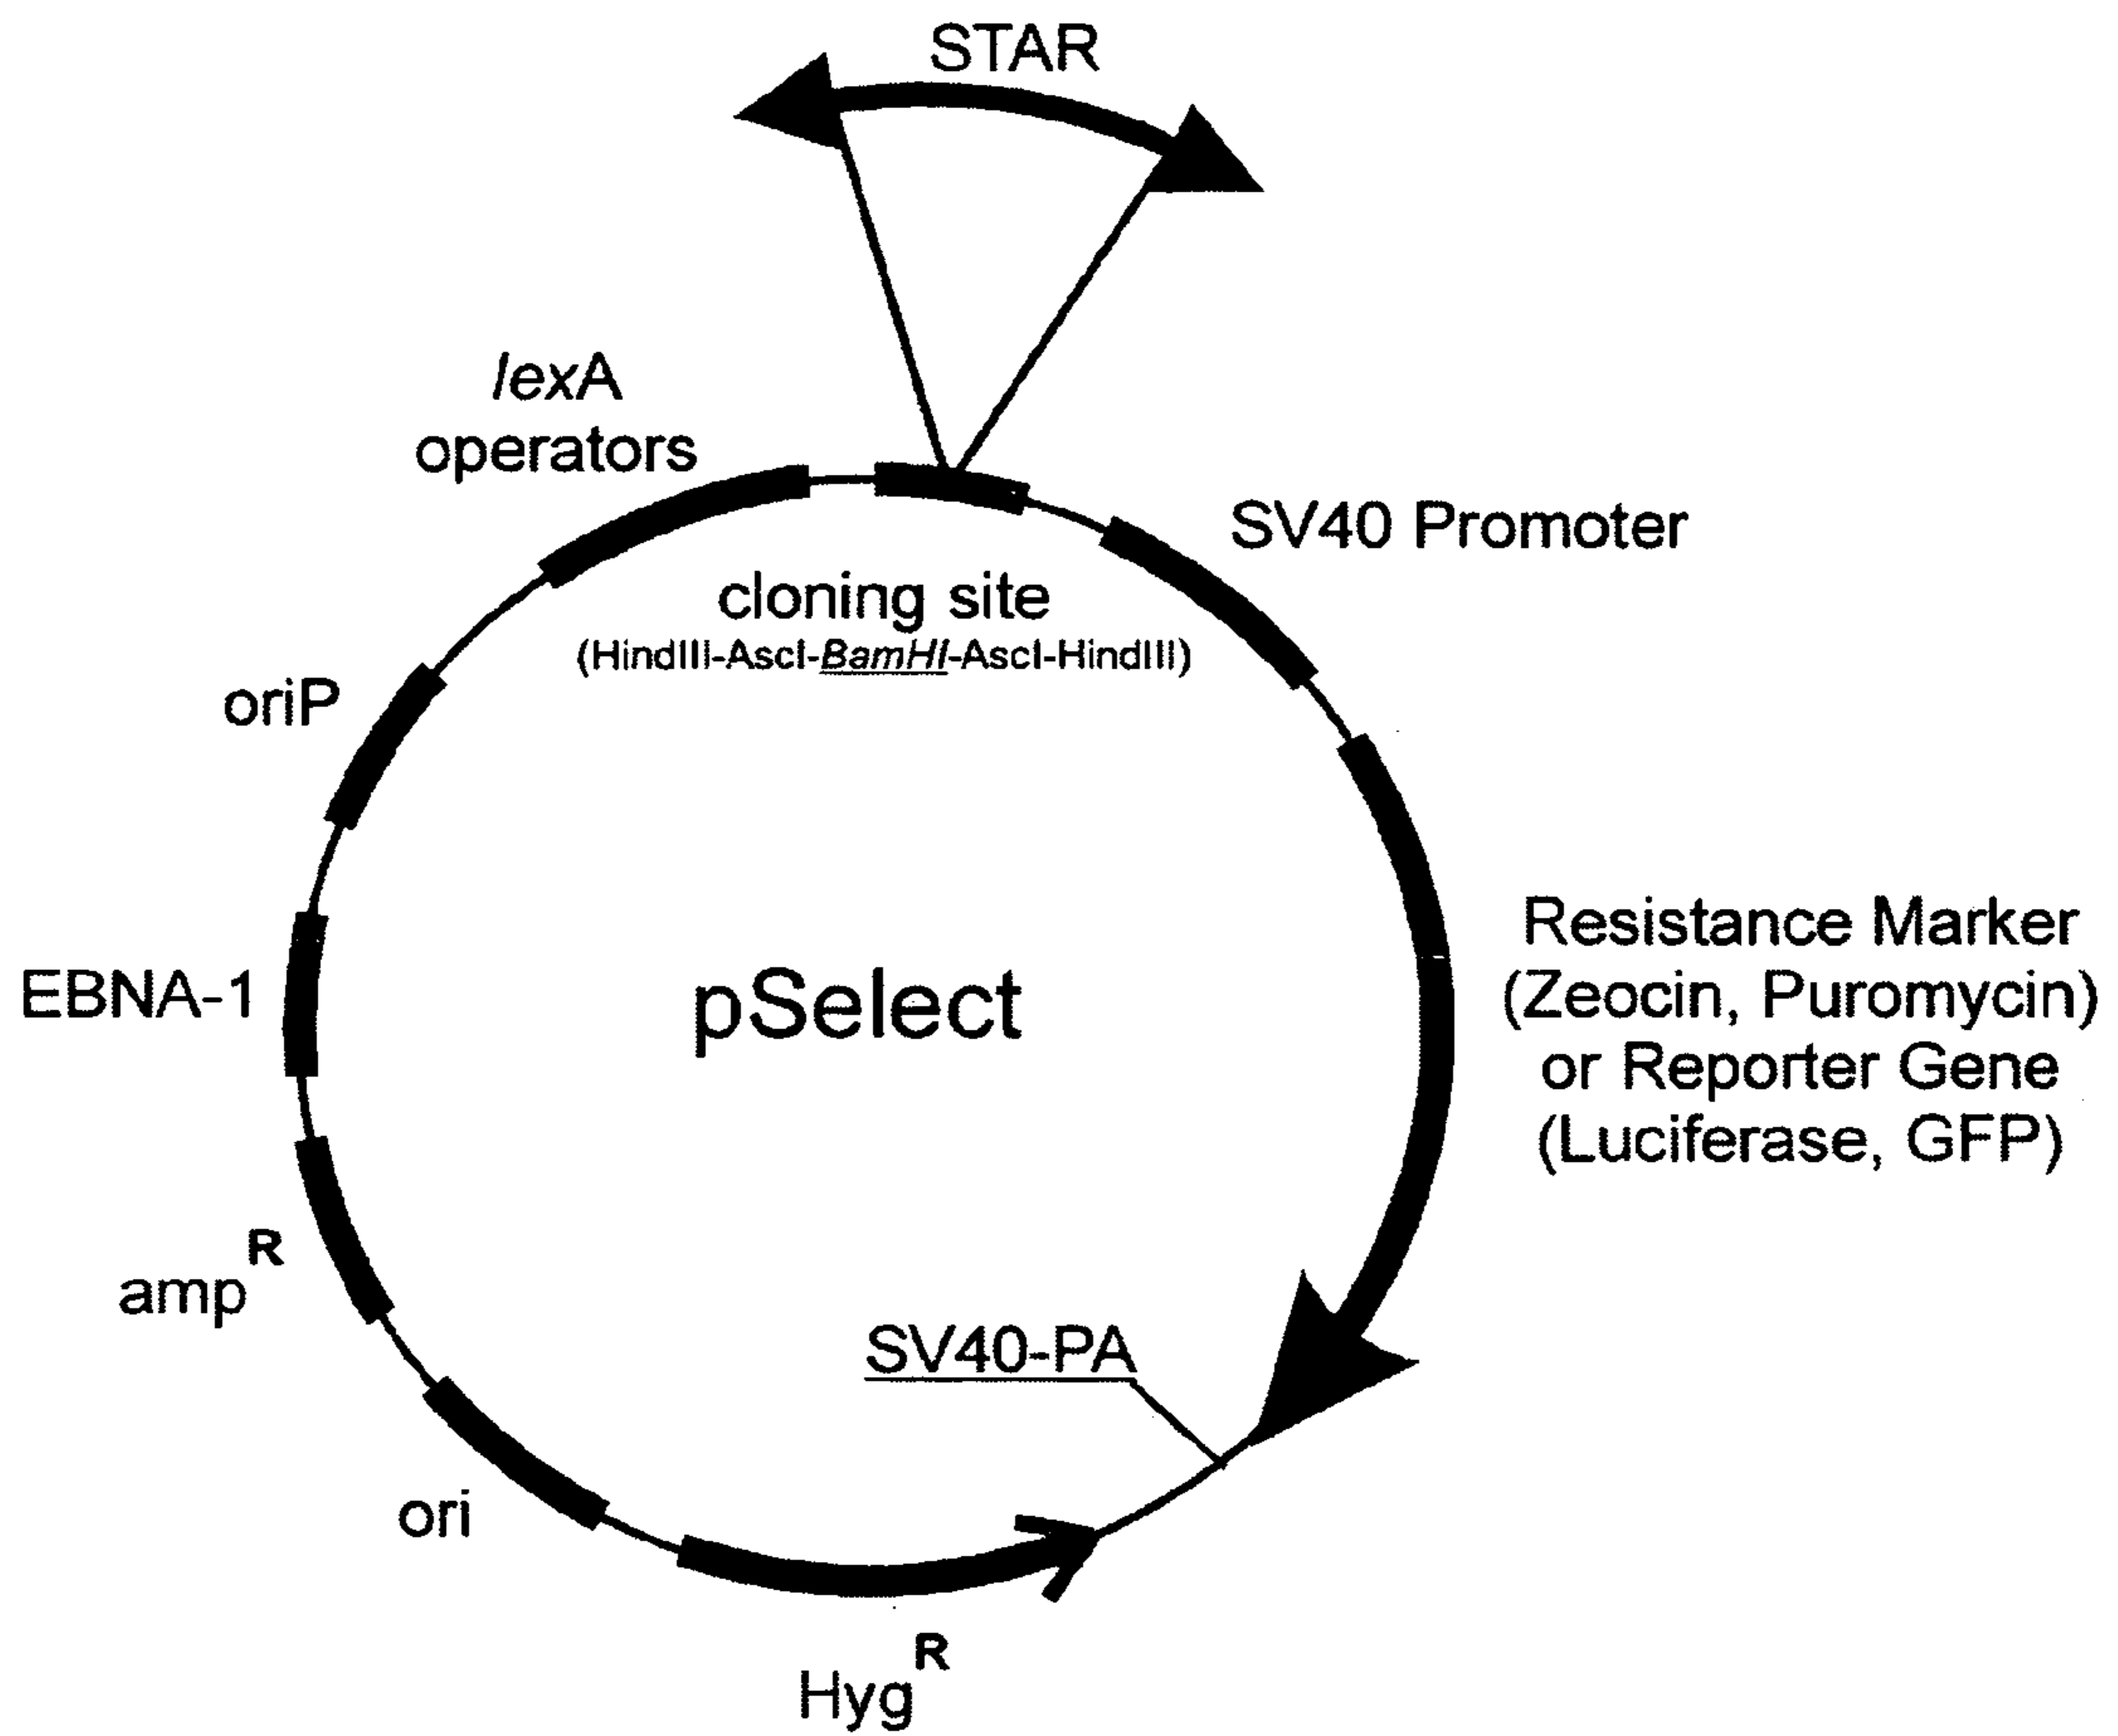 STAR
lexA
operators
SV40 Promoter
cloning site
(HindIII-AscI-BamHI-AscI-HindIII)
oriP
Resistance Marker
(Zeocin, Puromycin)
or Reporter Gene
(Luciferase, GFP)
EBNA-1
pSelect
amp R
SV40-PA
ori
Hyg R